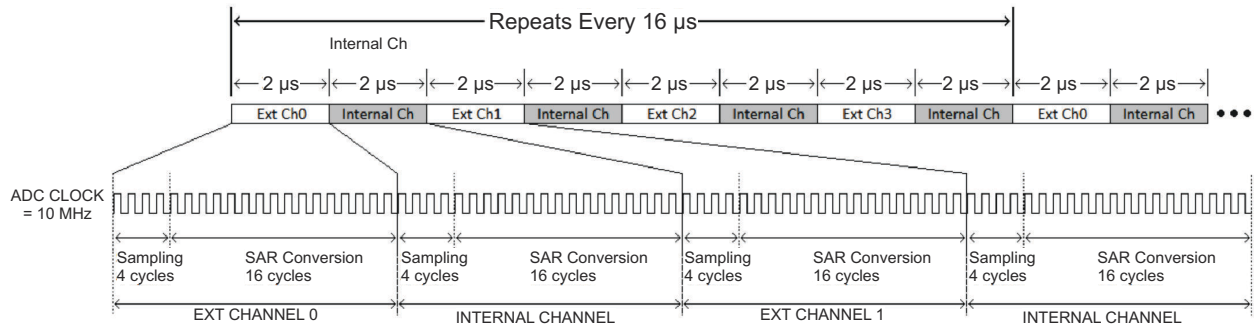 Repeats Every 16 µs
Internal Ch
2 µs 2 µs 2 µs 2 µs 2 µs 2 µs 2 µs 2 µs 2 µs 2 µs
Ext Ch0 Internal Ch Ext Ch1 Internal Ch Ext Ch2 Internal Ch Ext Ch3 Internal Ch Ext Ch0 Internal Ch
ADC CLOCK
= 10 MHz
Sampling SAR Conversion Sampling SAR Conversion Sampling SAR Conversion Sampling SAR Conversion
4 cycles 16 cycles 4 cycles 16 cycles 4 cycles 16 cycles 4 cycles 16 cycles
EXT CHANNEL 0 INTERNAL CHANNEL EXT CHANNEL 1 INTERNAL CHANNEL